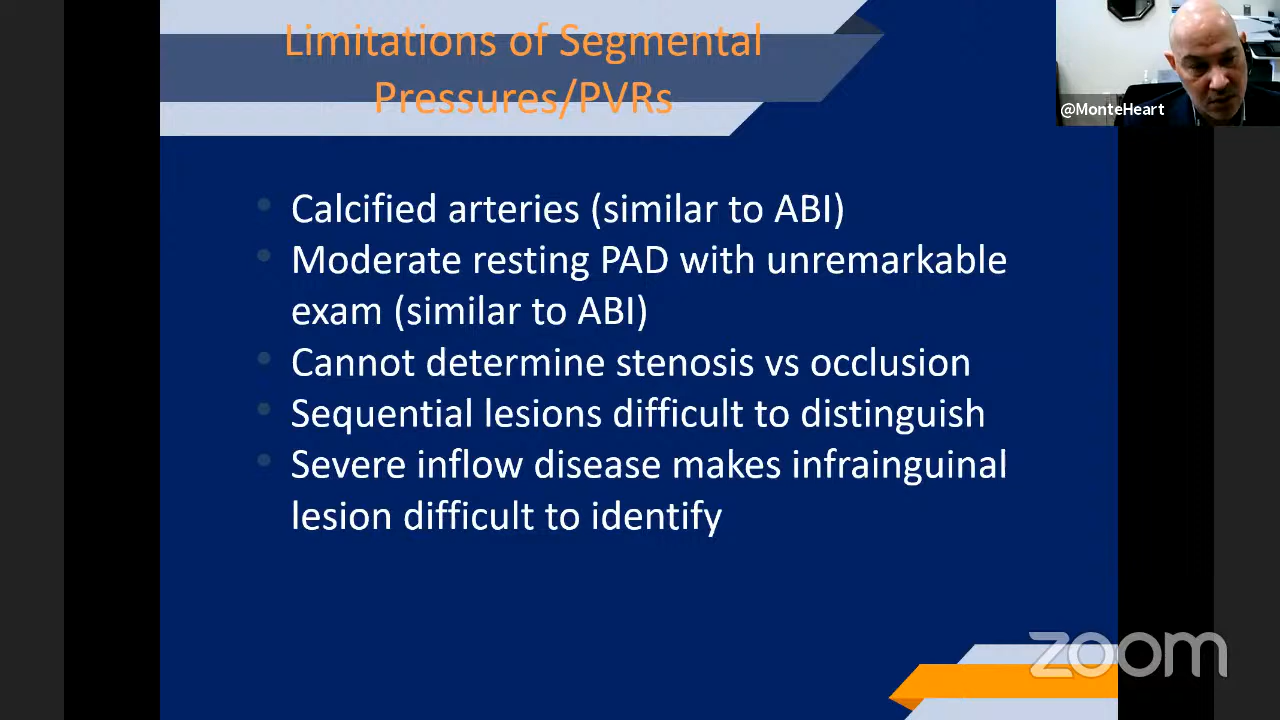 Limitations of Segmental
Pressures/PVRs
@MonteHeart
Calcified arteries (similar to ABI)
Moderate resting PAD with unremarkable
exam (similar to ABI)
Cannot determine stenosis vs occlusion
Sequential lesions difficult to distinguish
Severe inflow disease makes infrainguinal
lesion difficult to identify
zoom